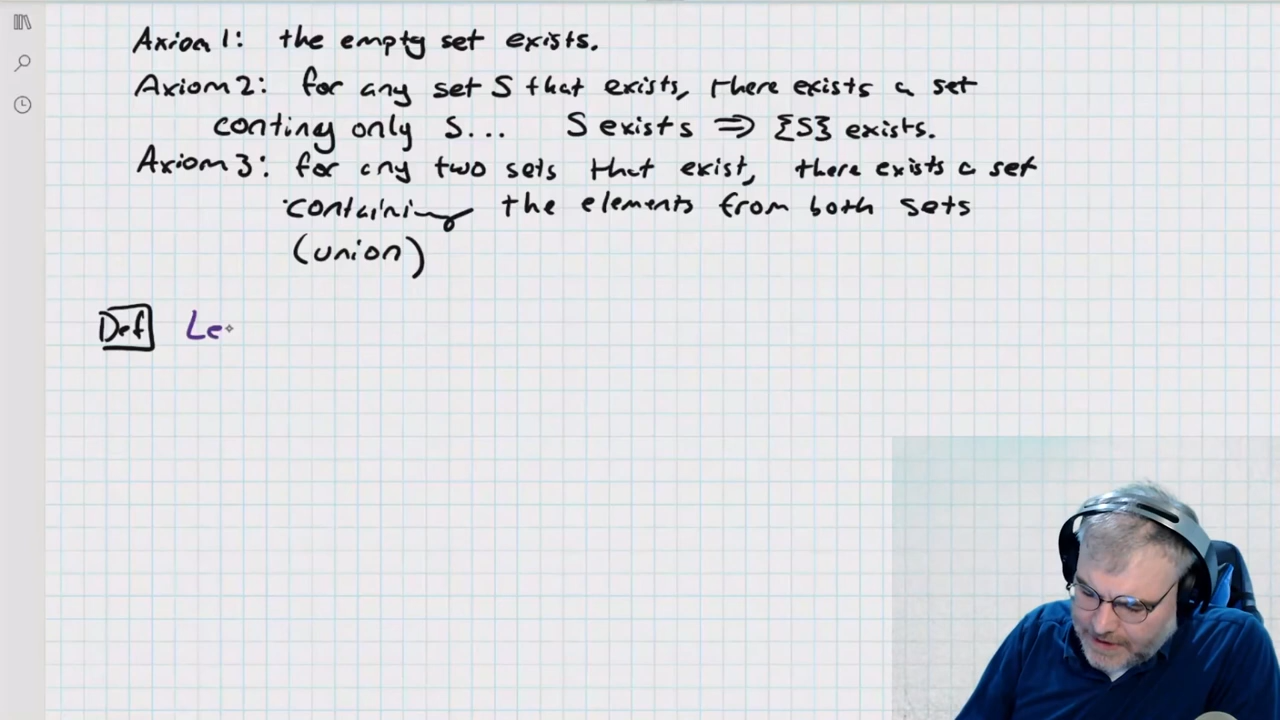 Axiom 1: the empty set exists.
Axiom 2: for any set S that exists, there exists a set
conting only S... S exists ⇒ {S} exists.
Axiom 3: for any two sets that exist, there exists a set
containing the elements from both sets
(union)
Def Le